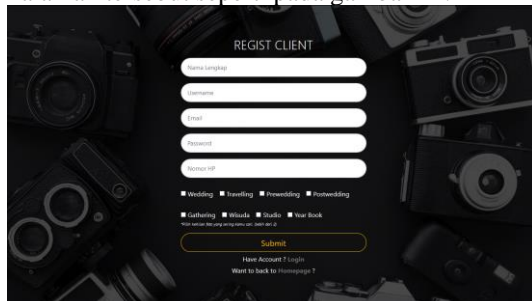 REGIST CLIENT
Nama Lengkap
Username
Email
Password
Nomor HP
Wedding Travelling Prewedding Postwedding
Gathering Wisuda Studio Year Book
Submit
Have Account ? Login
Want to back to Homepage ?